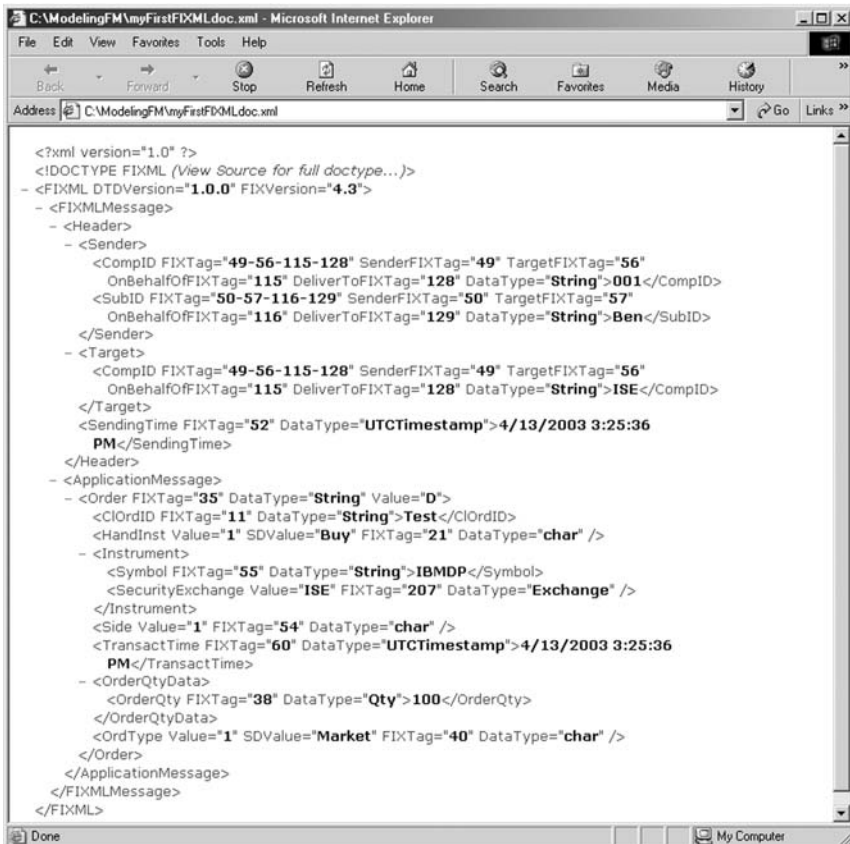 C:\ModelingFM\myFirstFIXMLdoc.xml - Microsoft Internet Explorer
File Edit View Favorites Tools Help
Back Forward Stop Refresh Home Search Favorites Media History »
Address C:\ModelingFM\myFirstFIXMLdoc.xml Go Links »
<?xml version="1.0" ?>
<!DOCTYPE FIXML (View Source for full doctype...)>
- <FIXML DTDVersion="1.0.0" FIXVersion="4.3">
- <FIXMLMessage>
- <Header>
- <Sender>
<CompID FIXTag="49-56-115-128" SenderFIXTag="49" TargetFIXTag="56"
OnBehalfOfFIXTag="115" DeliverToFIXTag="128" DataType="String">001</CompID>
<SubID FIXTag="50-57-116-129" SenderFIXTag="50" TargetFIXTag="57"
OnBehalfOfFIXTag="116" DeliverToFIXTag="129" DataType="String">Ben</SubID>
</Sender>
- <Target>
<CompID FIXTag="49-56-115-128" SenderFIXTag="49" TargetFIXTag="56"
OnBehalfOfFIXTag="115" DeliverToFIXTag="128" DataType="String">ISE</CompID>
</Target>
<SendingTime FIXTag="52" DataType="UTCTimestamp">4/13/2003 3:25:36
PM</SendingTime>
</Header>
- <ApplicationMessage>
- <Order FIXTag="35" DataType="String" Value="D">
<ClOrdID FIXTag="11" DataType="String">Test</ClOrdID>
<HandInst Value="1" SDValue="Buy" FIXTag="21" DataType="char" />
- <Instrument>
<Symbol FIXTag="55" DataType="String">IBMDP</Symbol>
<SecurityExchange Value="ISE" FIXTag="207" DataType="Exchange" />
</Instrument>
<Side Value="1" FIXTag="54" DataType="char" />
<TransactTime FIXTag="60" DataType="UTCTimestamp">4/13/2003 3:25:36
PM</TransactTime>
- <OrderQtyData>
<OrderQty FIXTag="38" DataType="Qty">100</OrderQty>
</OrderQtyData>
<OrdType Value="1" SDValue="Market" FIXTag="40" DataType="char" />
</Order>
</ApplicationMessage>
</FIXMLMessage>
</FIXML>
Done My Computer